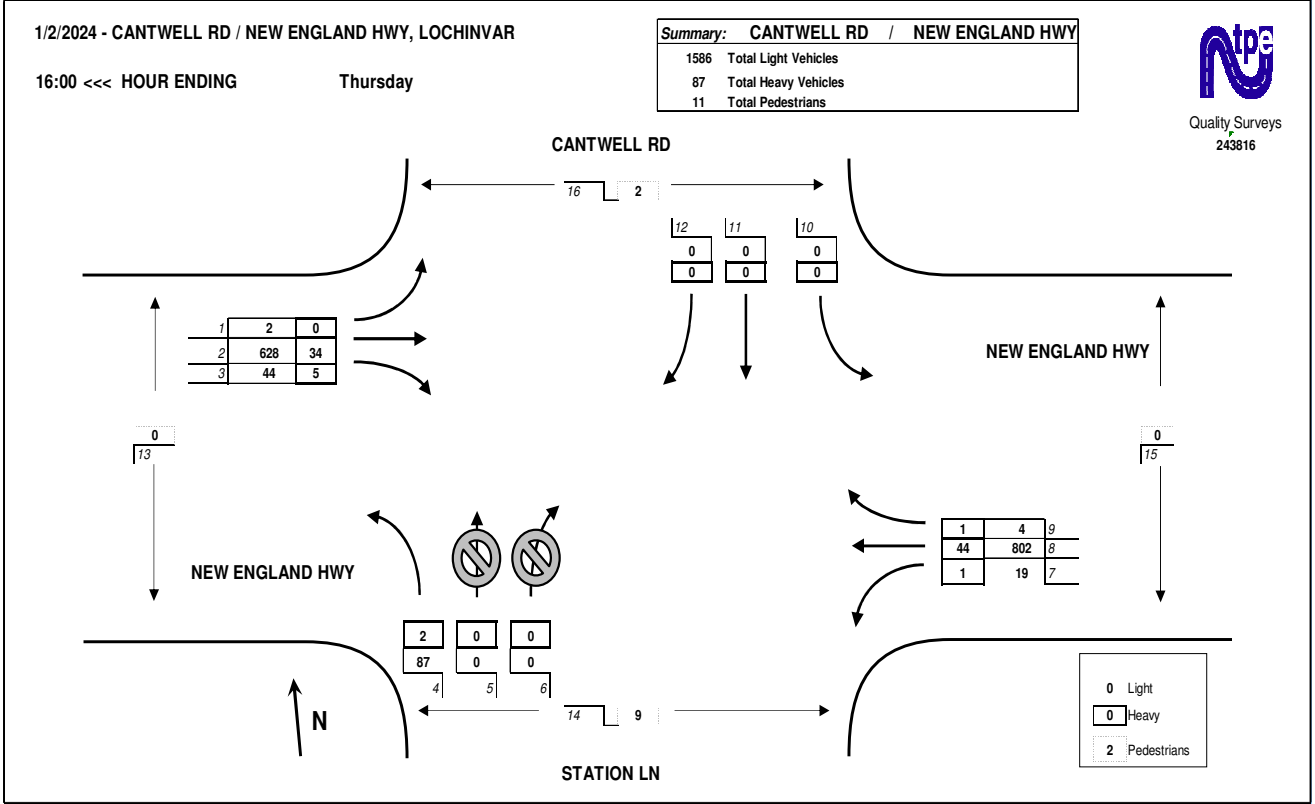 1/2/2024 - CANTWELL RD / NEW ENGLAND HWY, LOCHINVAR
16:00 <<< HOUR ENDING Thursday
Summary: CANTWELL RD / NEW ENGLAND HWY
1586 Total Light Vehicles
87 Total Heavy Vehicles
11 Total Pedestrians
tpe
Quality Surveys
243816
CANTWELL RD
16 2
12 11 10
0 0 0
0 0 0
1 2 0
2 628 34
3 44 5
NEW ENGLAND HWY
0
13
0
15
1 4 9
44 802 8
1 19 7
NEW ENGLAND HWY
2 0 0
87 0 0
4 5 6
N
14 9
STATION LN
0 Light
0 Heavy
2 Pedestrians